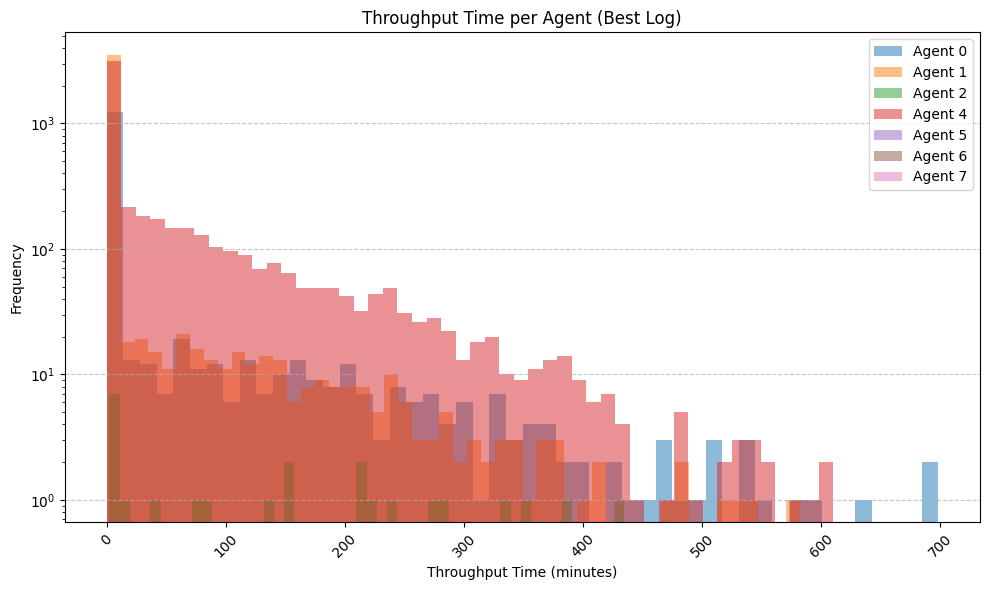 Throughput Time per Agent (Best Log)
Agent 0
Agent 1
Agent 2
Agent 4
Agent 5
Agent 6
Agent 7
Frequency
10³
10²
10¹
10⁰
0 100 200 300 400 500 600 700
Throughput Time (minutes)